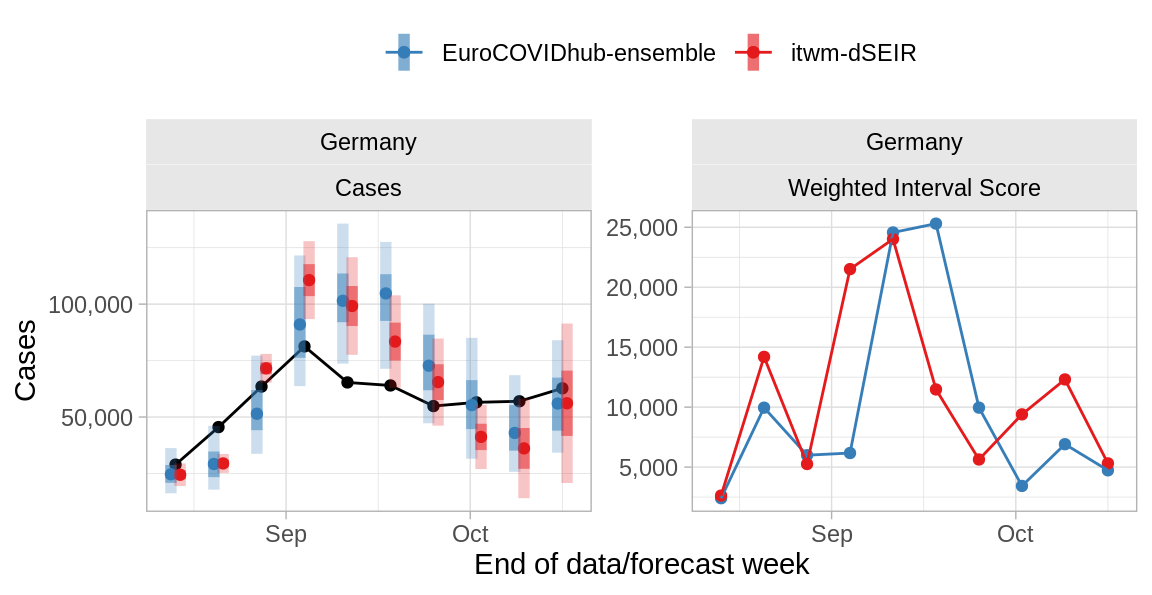 EuroCOVIDhub-ensemble itwm-dSEIR
Germany
Cases
Cases
100,000
50,000
Sep Oct
Germany
Weighted Interval Score
25,000
20,000
15,000
10,000
5,000
Sep Oct
End of data/forecast week